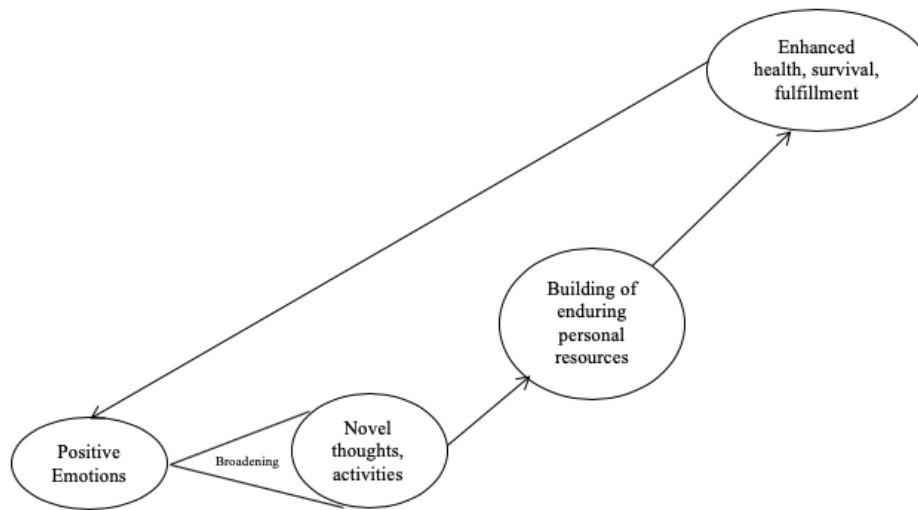 Enhanced
health, survival,
fulfillment
Building of
enduring
personal
resources
Novel
thoughts,
activities
Broadening
Positive
Emotions